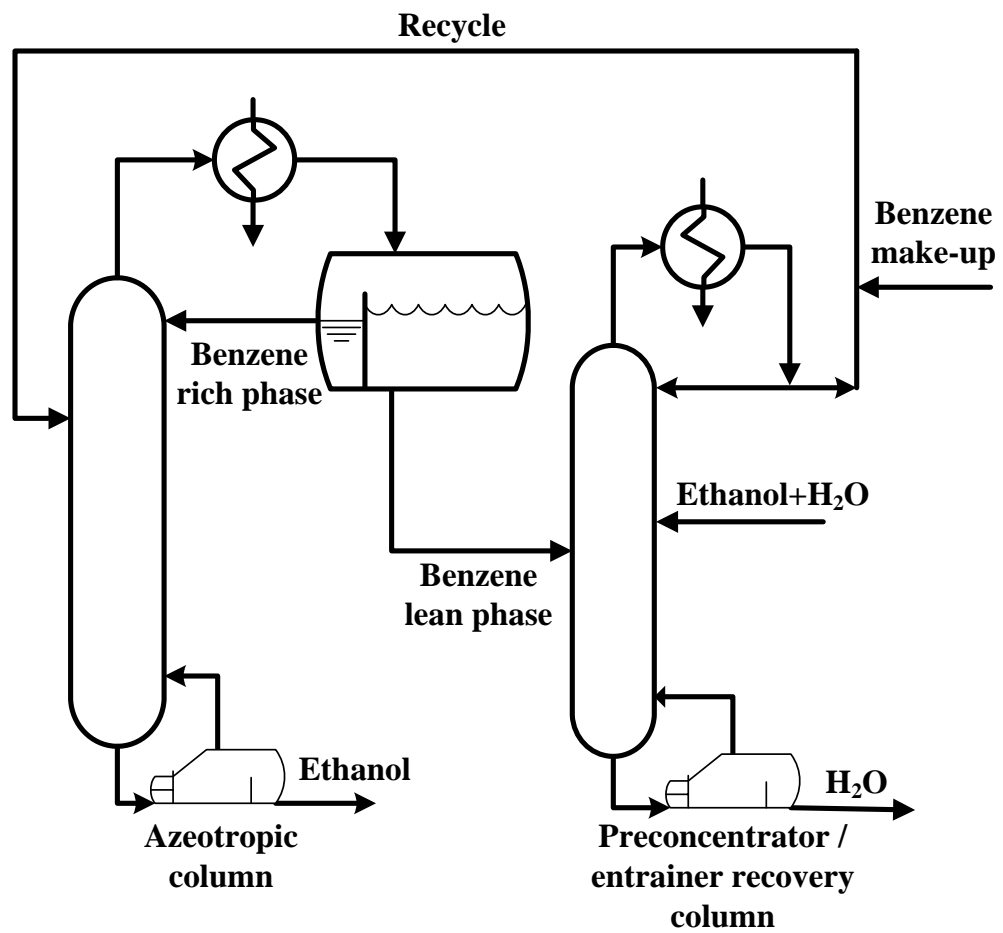 Recycle
Benzene
make-up
Benzene
rich phase
Ethanol+H₂O
Benzene
lean phase
Ethanol
H₂O
Azeotropic
column
Preconcentrator /
entrainer recovery
column